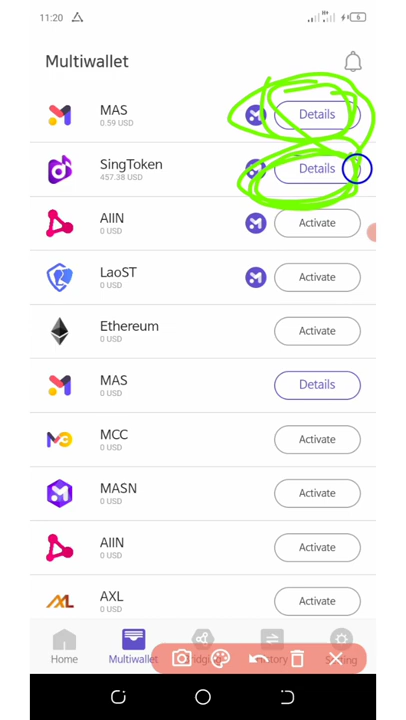 11:20
6
Multiwallet
MAS
0.59 USD
Details
SingToken
457.38 USD
Details
AIIN
0 USD
Activate
LaoST
0 USD
Activate
Ethereum
0 USD
Activate
MAS
0 USD
Details
MCC
0 USD
Activate
MASN
0 USD
Activate
AIIN
0 USD
Activate
AXL
0 USD
Activate
Home
Multiwallet